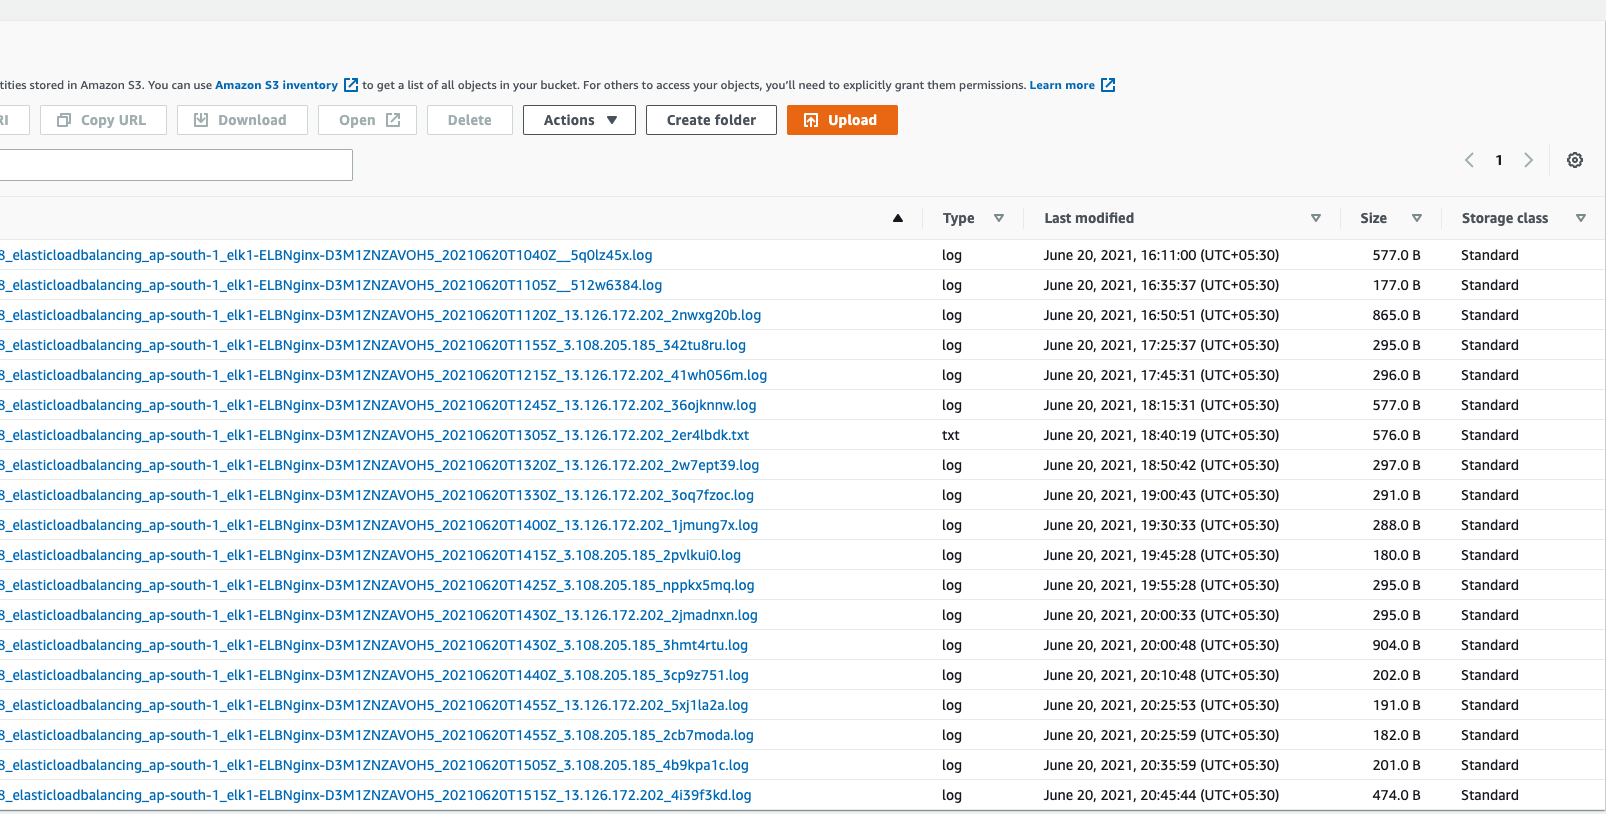 tities stored in Amazon S3. You can use Amazon S3 inventory to get a list of all objects in your bucket. For others to access your objects, you'll need to explicitly grant them permissions. Learn more
RI Copy URL Download Open Delete Actions Create folder Upload
1
Type Last modified Size Storage class
8_elasticloadbalancing_ap-south-1_elk1-ELBNginx-D3M1ZNZAVOH5_20210620T1040Z__5q0lz45x.log log June 20, 2021, 16:11:00 (UTC+05:30) 577.0 B Standard
8_elasticloadbalancing_ap-south-1_elk1-ELBNginx-D3M1ZNZAVOH5_20210620T1105Z__512w6384.log log June 20, 2021, 16:35:37 (UTC+05:30) 177.0 B Standard
8_elasticloadbalancing_ap-south-1_elk1-ELBNginx-D3M1ZNZAVOH5_20210620T1120Z_13.126.172.202_2nwxg20b.log log June 20, 2021, 16:50:51 (UTC+05:30) 865.0 B Standard
8_elasticloadbalancing_ap-south-1_elk1-ELBNginx-D3M1ZNZAVOH5_20210620T1155Z_3.108.205.185_342tu8ru.log log June 20, 2021, 17:25:37 (UTC+05:30) 295.0 B Standard
8_elasticloadbalancing_ap-south-1_elk1-ELBNginx-D3M1ZNZAVOH5_20210620T1215Z_13.126.172.202_41wh056m.log log June 20, 2021, 17:45:31 (UTC+05:30) 296.0 B Standard
8_elasticloadbalancing_ap-south-1_elk1-ELBNginx-D3M1ZNZAVOH5_20210620T1245Z_13.126.172.202_36ojknnw.log log June 20, 2021, 18:15:31 (UTC+05:30) 577.0 B Standard
8_elasticloadbalancing_ap-south-1_elk1-ELBNginx-D3M1ZNZAVOH5_20210620T1305Z_13.126.172.202_2er4lbdk.txt txt June 20, 2021, 18:40:19 (UTC+05:30) 576.0 B Standard
8_elasticloadbalancing_ap-south-1_elk1-ELBNginx-D3M1ZNZAVOH5_20210620T1320Z_13.126.172.202_2w7ept39.log log June 20, 2021, 18:50:42 (UTC+05:30) 297.0 B Standard
8_elasticloadbalancing_ap-south-1_elk1-ELBNginx-D3M1ZNZAVOH5_20210620T1330Z_13.126.172.202_3oq7fzoc.log log June 20, 2021, 19:00:43 (UTC+05:30) 291.0 B Standard
8_elasticloadbalancing_ap-south-1_elk1-ELBNginx-D3M1ZNZAVOH5_20210620T1400Z_13.126.172.202_1jmung7x.log log June 20, 2021, 19:30:33 (UTC+05:30) 288.0 B Standard
8_elasticloadbalancing_ap-south-1_elk1-ELBNginx-D3M1ZNZAVOH5_20210620T1415Z_3.108.205.185_2pvlkui0.log log June 20, 2021, 19:45:28 (UTC+05:30) 180.0 B Standard
8_elasticloadbalancing_ap-south-1_elk1-ELBNginx-D3M1ZNZAVOH5_20210620T1425Z_3.108.205.185_nppkx5mq.log log June 20, 2021, 19:55:28 (UTC+05:30) 295.0 B Standard
8_elasticloadbalancing_ap-south-1_elk1-ELBNginx-D3M1ZNZAVOH5_20210620T1430Z_13.126.172.202_2jmadnxn.log log June 20, 2021, 20:00:33 (UTC+05:30) 295.0 B Standard
8_elasticloadbalancing_ap-south-1_elk1-ELBNginx-D3M1ZNZAVOH5_20210620T1430Z_3.108.205.185_3hmt4rtu.log log June 20, 2021, 20:00:48 (UTC+05:30) 904.0 B Standard
8_elasticloadbalancing_ap-south-1_elk1-ELBNginx-D3M1ZNZAVOH5_20210620T1440Z_3.108.205.185_3cp9z751.log log June 20, 2021, 20:10:48 (UTC+05:30) 202.0 B Standard
8_elasticloadbalancing_ap-south-1_elk1-ELBNginx-D3M1ZNZAVOH5_20210620T1455Z_13.126.172.202_5xj1la2a.log log June 20, 2021, 20:25:53 (UTC+05:30) 191.0 B Standard
8_elasticloadbalancing_ap-south-1_elk1-ELBNginx-D3M1ZNZAVOH5_20210620T1455Z_3.108.205.185_2cb7moda.log log June 20, 2021, 20:25:59 (UTC+05:30) 182.0 B Standard
8_elasticloadbalancing_ap-south-1_elk1-ELBNginx-D3M1ZNZAVOH5_20210620T1505Z_3.108.205.185_4b9kpa1c.log log June 20, 2021, 20:35:59 (UTC+05:30) 201.0 B Standard
8_elasticloadbalancing_ap-south-1_elk1-ELBNginx-D3M1ZNZAVOH5_20210620T1515Z_13.126.172.202_4i39f3kd.log log June 20, 2021, 20:45:44 (UTC+05:30) 474.0 B Standard